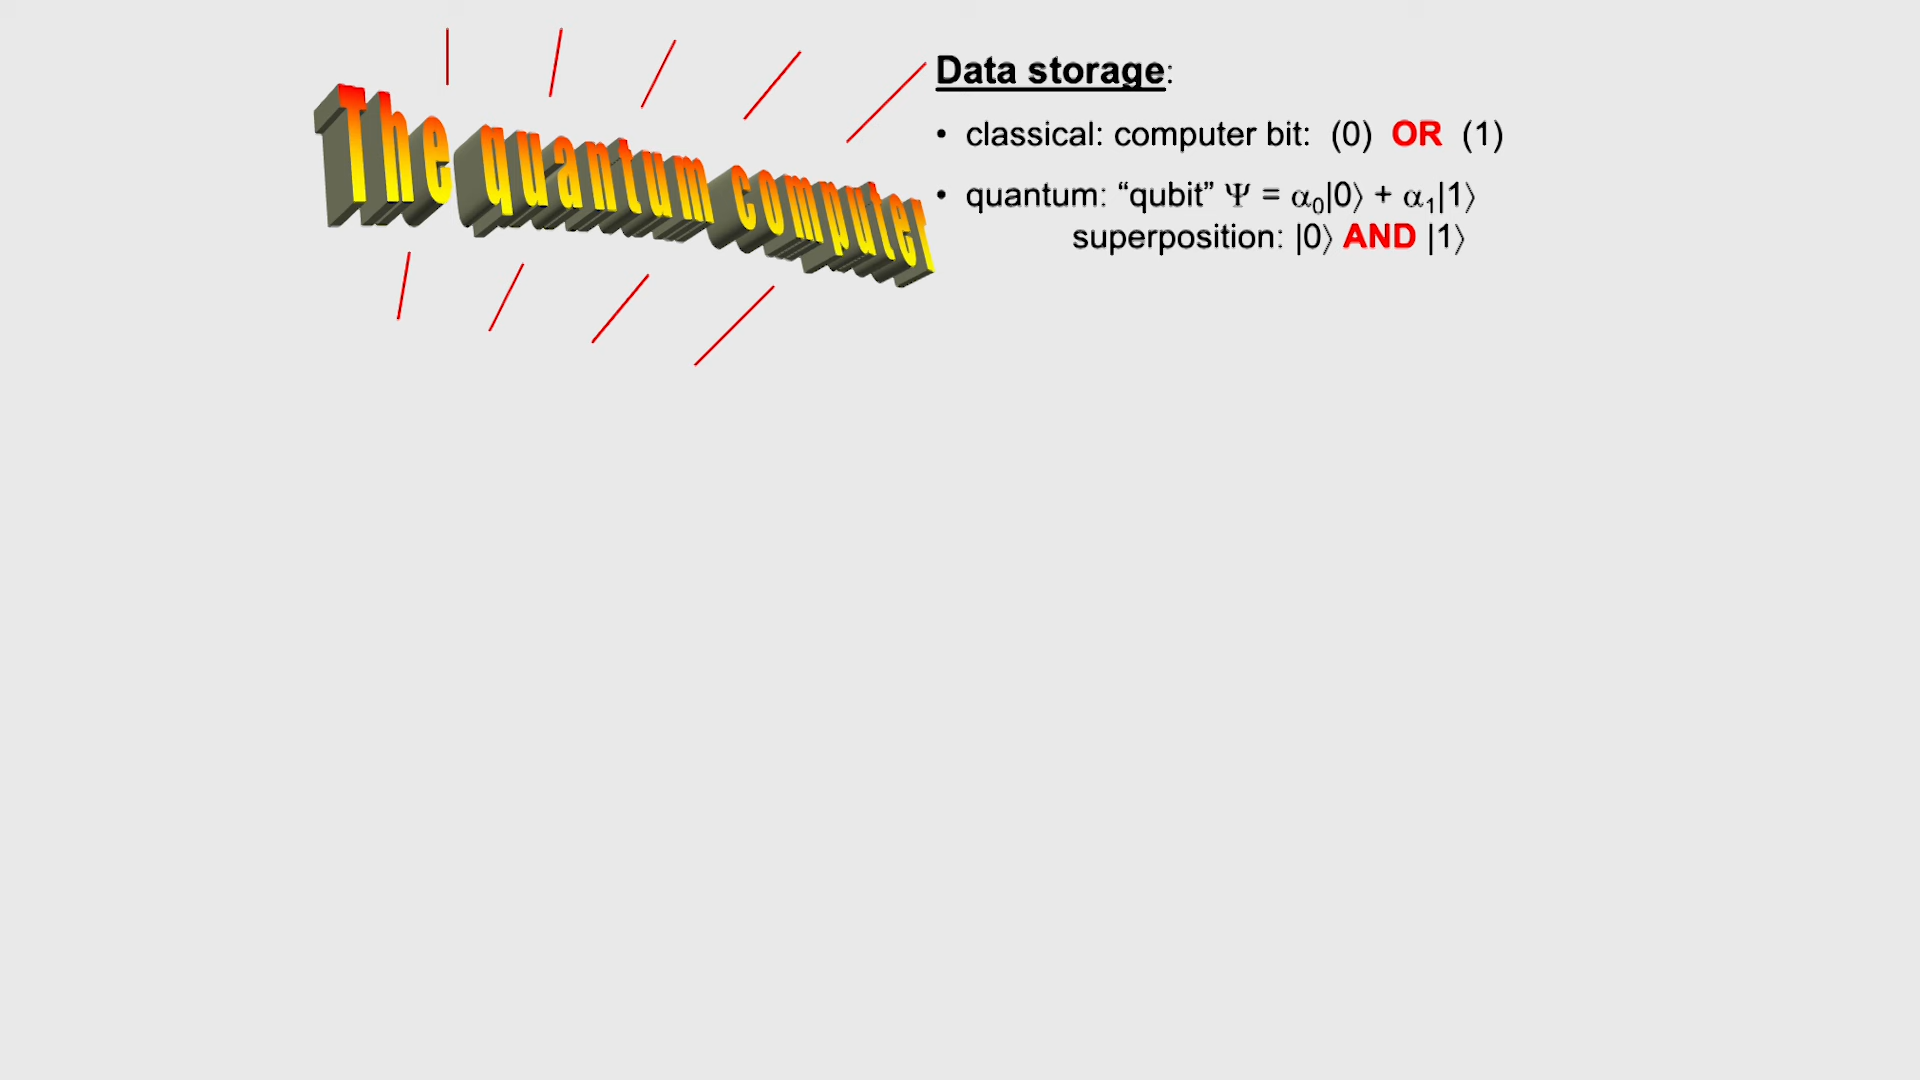 The quantum computer
Data storage:
• classical: computer bit: (0) OR (1)
• quantum: “qubit” Ψ = α₀|0⟩ + α₁|1⟩
superposition: |0⟩ AND |1⟩